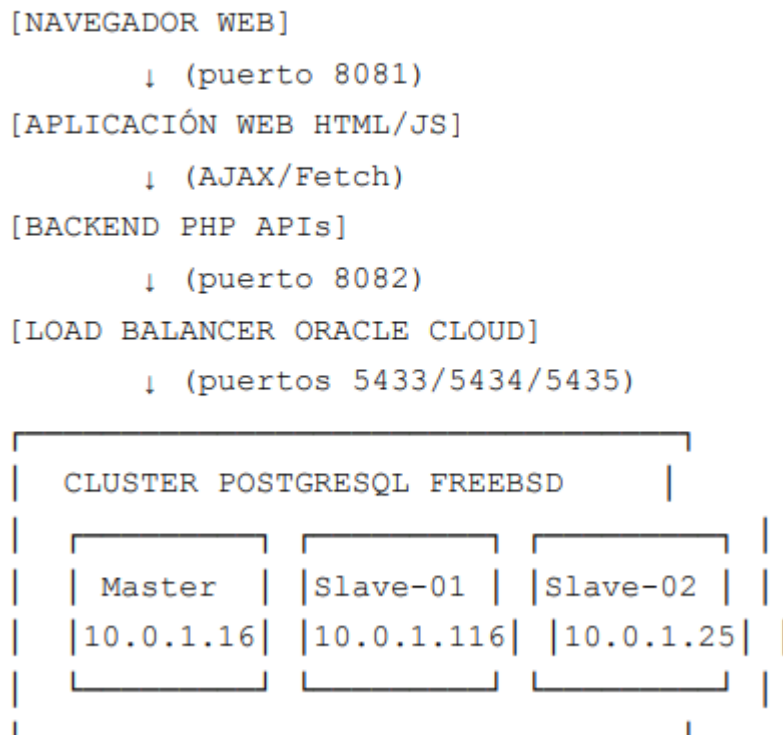 [NAVEGADOR WEB]
↓ (puerto 8081)
[APLICACIÓN WEB HTML/JS]
↓ (AJAX/Fetch)
[BACKEND PHP APIs]
↓ (puerto 8082)
[LOAD BALANCER ORACLE CLOUD]
↓ (puertos 5433/5434/5435)
CLUSTER POSTGRESQL FREEBSD
Master Slave-01 Slave-02
10.0.1.16 10.0.1.116 10.0.1.25